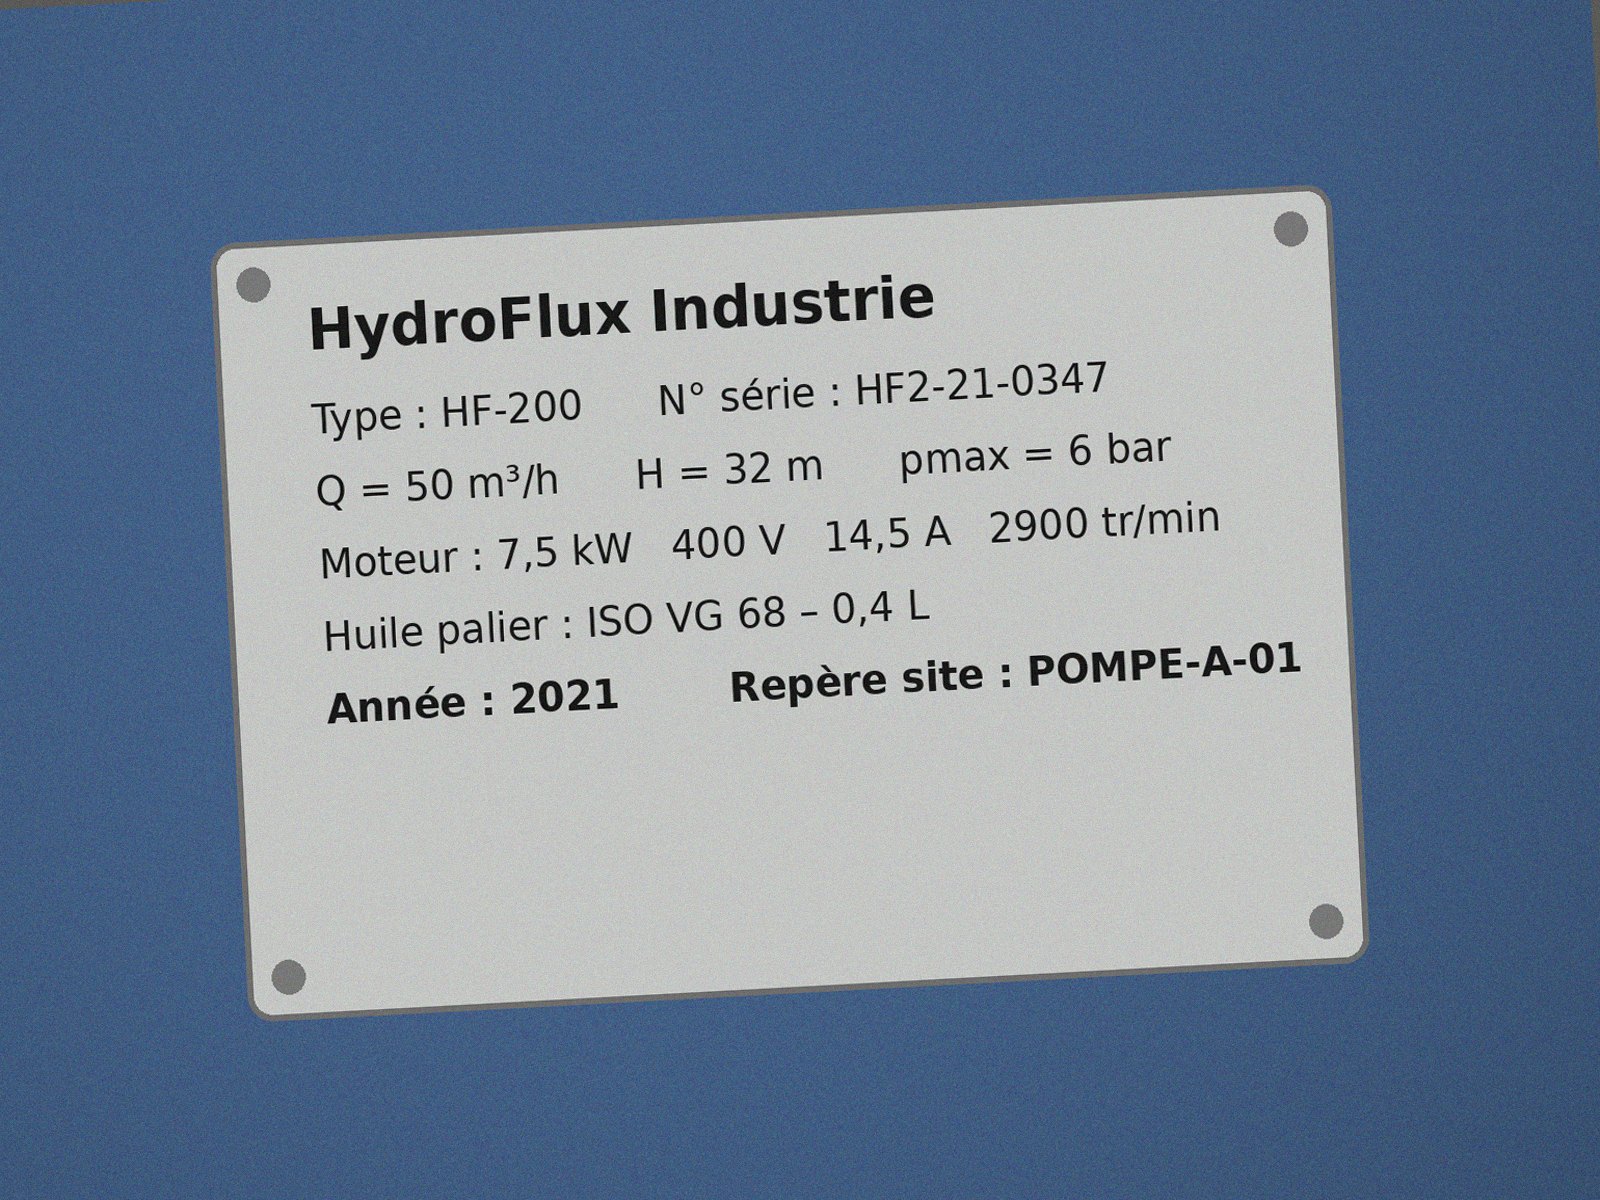 HydroFlux Industrie
Type : HF-200 N° série : HF2-21-0347
Q = 50 m³/h H = 32 m pmax = 6 bar
Moteur : 7,5 kW 400 V 14,5 A 2900 tr/min
Huile palier : ISO VG 68 – 0,4 L
Année : 2021 Repère site : POMPE-A-01